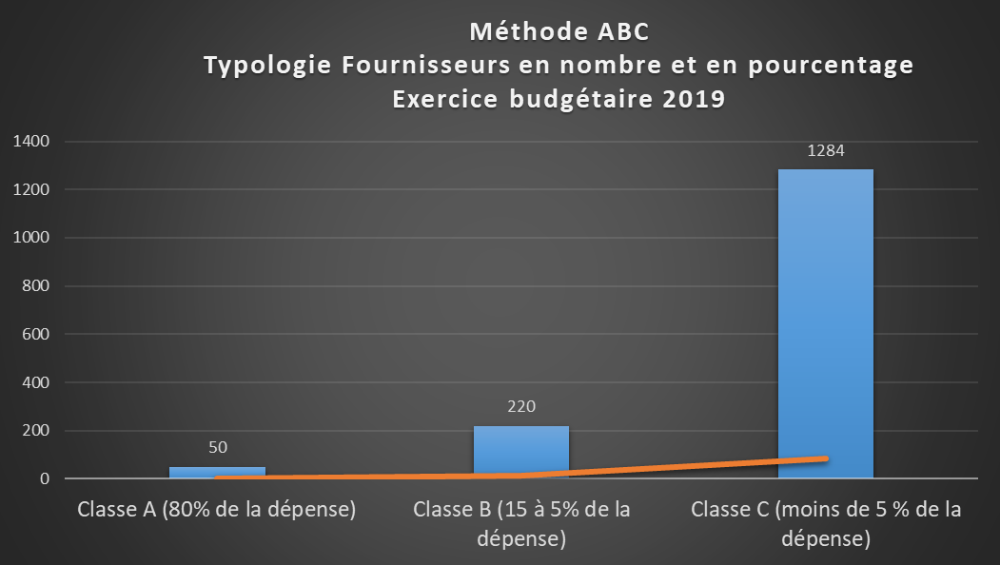 Méthode ABC
Typologie Fournisseurs en nombre et en pourcentage
Exercice budgétaire 2019
1400
1200
1000
800
600
400
200
0
50
220
1284
Classe A (80% de la dépense)
Classe B (15 à 5% de la
dépense)
Classe C (moins de 5 % de la
dépense)